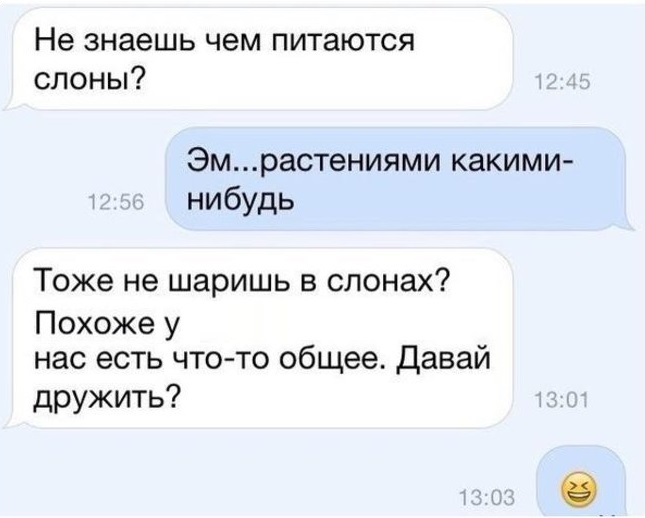 Не знаешь чем питаются
слоны?
12:45
Эм...растениями какими-
нибудь
12:56
Тоже не шаришь в слонах?
Похоже у
нас есть что-то общее. Давай
дружить?
13:01
13:03